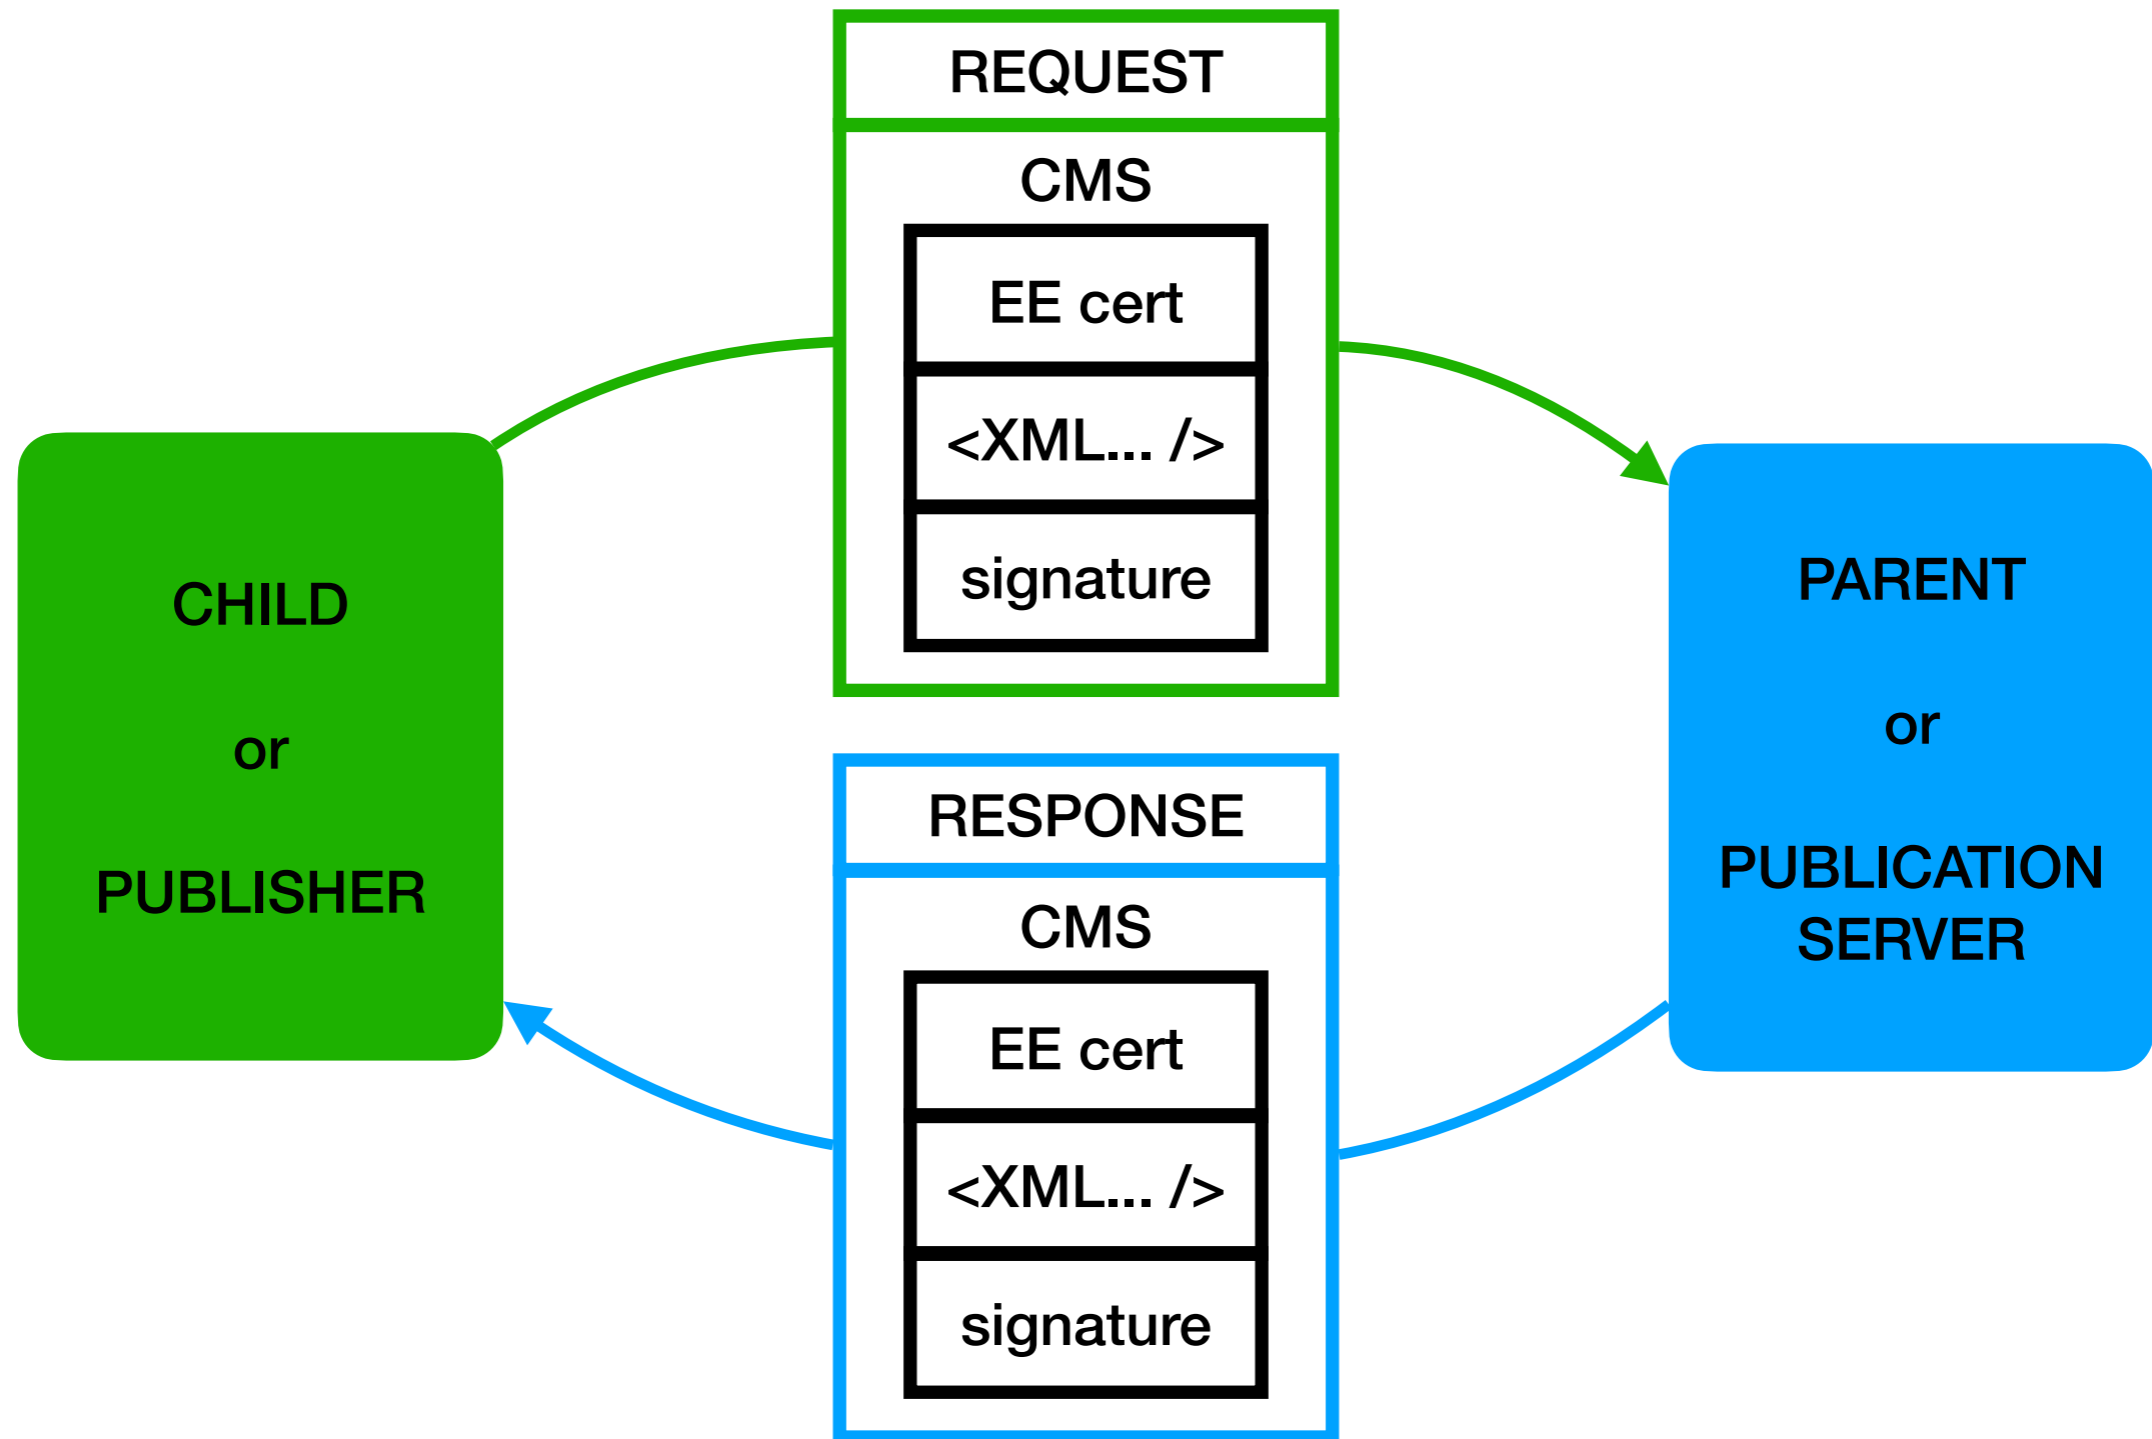 REQUEST
CMS
EE cert
<XML... />
signature
CHILD
or
PUBLISHER
PARENT
or
PUBLICATION
SERVER
RESPONSE
CMS
EE cert
<XML... />
signature